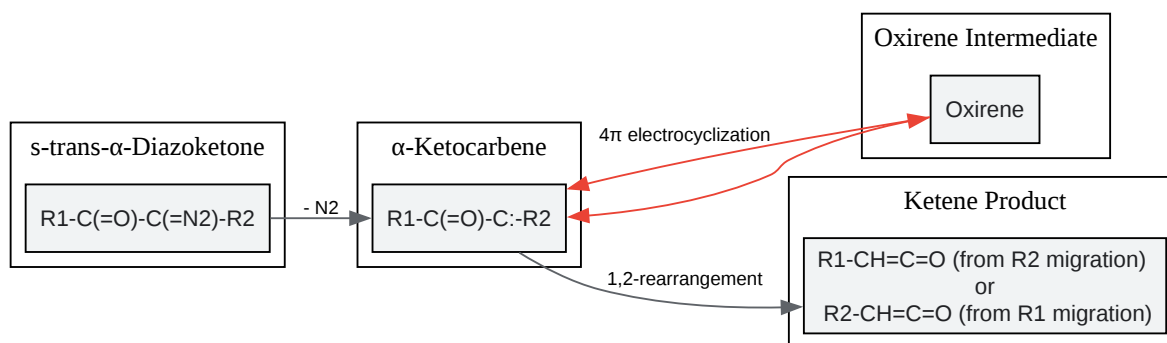 Oxirene Intermediate
Oxirene
4π electrocyclization
s-trans-α-Diazoketone
R1-C(=O)-C(=N2)-R2
- N2
α-Ketocarbene
R1-C(=O)-C:-R2
1,2-rearrangement
Ketene Product
R1-CH=C=O (from R2 migration)
or
R2-CH=C=O (from R1 migration)